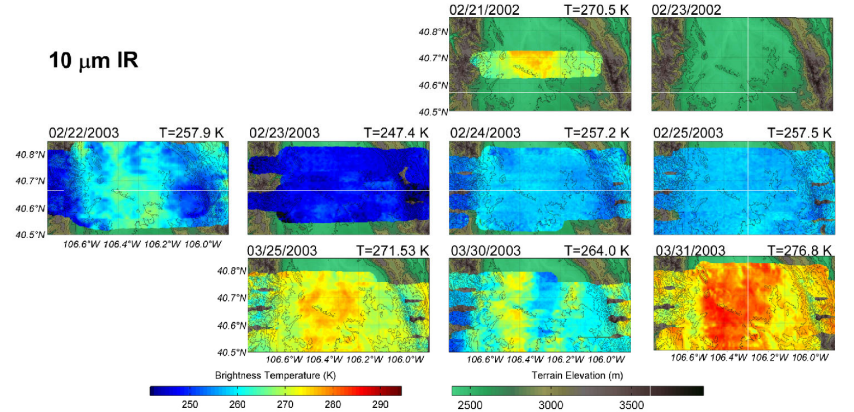 02/21/2002 T=270.5 K
02/23/2002
40.8°N
40.7°N
40.6°N
40.5°N
10 μm IR
02/22/2003 T=257.9 K
02/23/2003 T=247.4 K
02/24/2003 T=257.2 K
02/25/2003 T=257.5 K
40.8°N
40.7°N
40.6°N
40.5°N
106.6°W 106.4°W 106.2°W 106.0°W
03/25/2003 T=271.53 K
03/30/2003 T=264.0 K
03/31/2003 T=276.8 K
40.8°N
40.7°N
40.6°N
40.5°N
106.6°W 106.4°W 106.2°W 106.0°W
106.6°W 106.4°W 106.2°W 106.0°W
106.6°W 106.4°W 106.2°W 106.0°W
Brightness Temperature (K)
250 260 270 280 290
Terrain Elevation (m)
2500 3000 3500